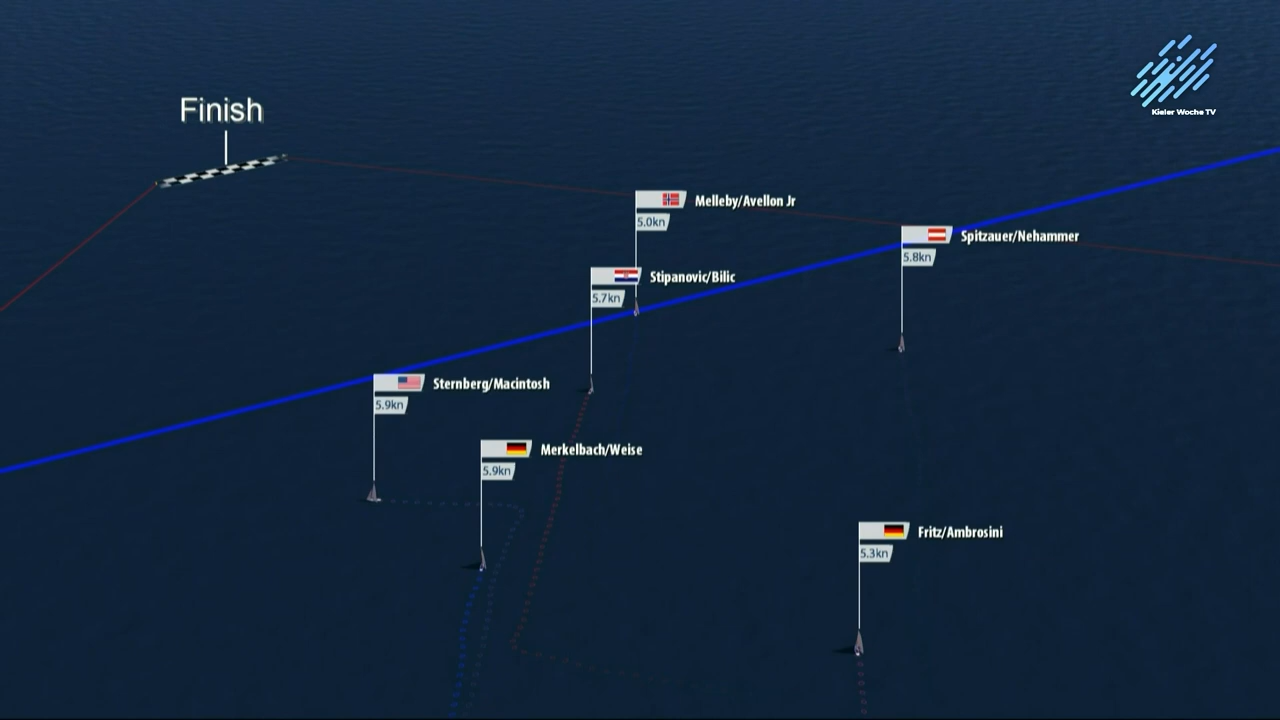 Finish
Kieler Woche TV
Melleby/Avellon Jr
5.0kn
Spitzauer/Nehammer
5.8kn
Stipanovic/Bilic
5.7kn
Sternberg/Macintosh
5.9kn
Merkelbach/Weise
5.9kn
Fritz/Ambrosini
5.3kn